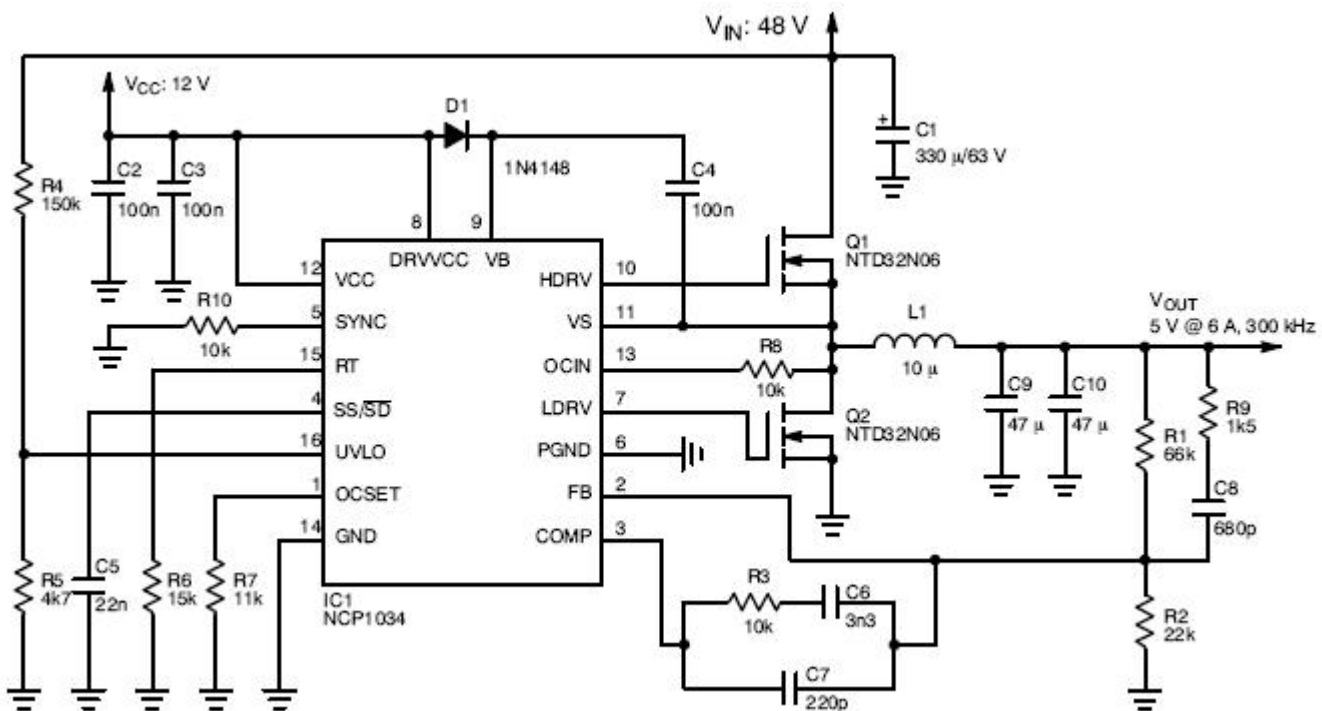 V_IN: 48 V
V_CC: 12 V
D1
1N4148
C1
330 µ/63 V
+
C2
100n
C3
100n
C4
100n
R4
150k
8
9
DRVVCC
VB
12
VCC
HDRV
10
Q1
NTD32N06
R10
10k
5
SYNC
VS
11
V_OUT
5 V @ 6 A, 300 kHz
L1
10 µ
15
RT
OCIN
13
R8
10k
4
SS/S̅D̅
LDRV
7
Q2
NTD32N06
C9
47 µ
C10
47 µ
R9
1k5
R1
66k
16
UVLO
PGND
6
1
OCSET
FB
2
C8
680p
14
GND
COMP
3
R5
4k7
C5
22n
R6
15k
R7
11k
IC1
NCP1034
R3
10k
C6
3n3
R2
22k
C7
220p